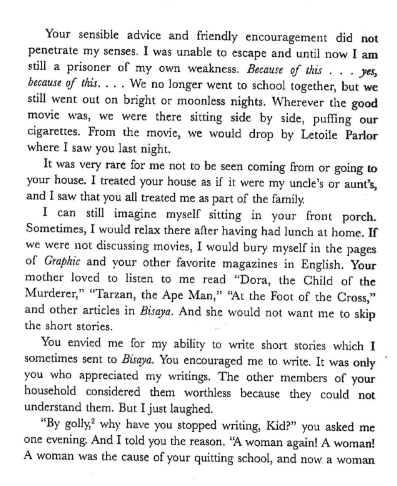 Your sensible advice and friendly encouragement did not
penetrate my senses. I was unable to escape and until now I am
still a prisoner of my own weakness. Because of this . . . yes,
because of this. . . . We no longer went to school together, but we
still went out on bright or moonless nights. Wherever the good
movie was, we were there sitting side by side, puffing our
cigarettes. From the movie, we would drop by Letoile Parlor
where I saw you last night.
It was very rare for me not to be seen coming from or going to
your house. I treated your house as if it were my uncle's or aunt's,
and I saw that you all treated me as part of the family.
I can still imagine myself sitting in your front porch.
Sometimes, I would relax there after having had lunch at home. If
we were not discussing movies, I would bury myself in the pages
of Graphic and your other favorite magazines in English. Your
mother loved to listen to me read "Dora, the Child of the
Murderer," "Tarzan, the Ape Man," "At the Foot of the Cross,"
and other articles in Bisaya. And she would not want me to skip
the short stories.
You envied me for my ability to write short stories which I
sometimes sent to Bisaya. You encouraged me to write. It was only
you who appreciated my writings. The other members of your
household considered them worthless because they could not
understand them. But I just laughed.
"By golly,² why have you stopped writing, Kid?" you asked me
one evening. And I told you the reason. "A woman again! A woman!
A woman was the cause of your quitting school, and now a woman